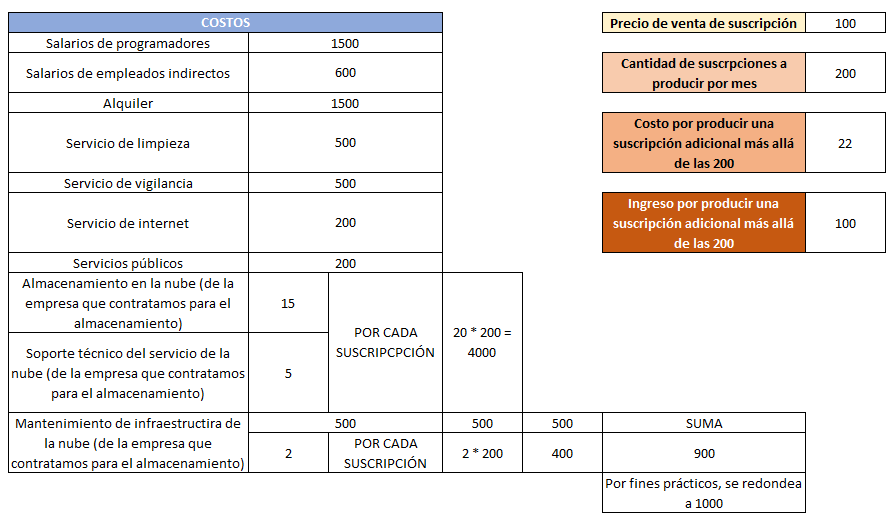 COSTOS
Salarios de programadores 1500
Salarios de empleados indirectos 600
Alquiler 1500
Servicio de limpieza 500
Servicio de vigilancia 500
Servicio de internet 200
Servicios públicos 200
Almacenamiento en la nube (de la
empresa que contratamos para el
almacenamiento)
15
Soporte técnico del servicio de la
nube (de la empresa que contratamos
para el almacenamiento)
5
POR CADA
SUSCRIPCPCIÓN
20 * 200 =
4000
Mantenimiento de infraestructira de
la nube (de la empresa que
contratamos para el almacenamiento)
500 500 500 SUMA
2
POR CADA
SUSCRIPCIÓN
2 * 200 400 900
Por fines prácticos, se redondea
a 1000
Precio de venta de suscripción 100
Cantidad de suscrpciones a
producir por mes
200
Costo por producir una
suscripción adicional más allá
de las 200
22
Ingreso por producir una
suscripción adicional más allá
de las 200
100